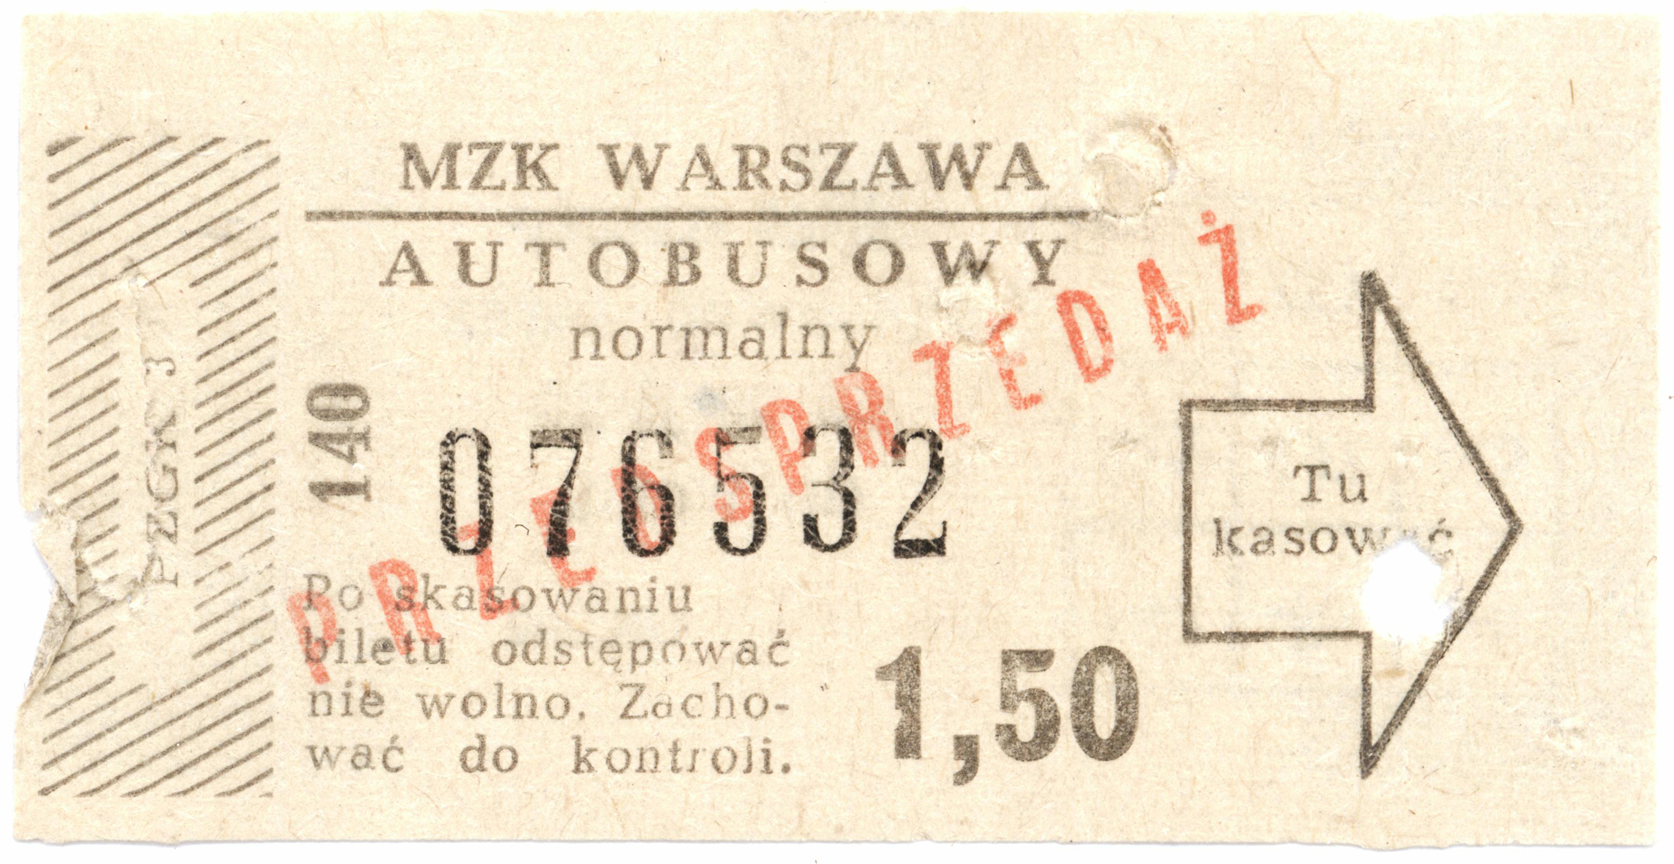 MZK WARSZAWA
AUTOBUSOWY
normalny
PZGK 3
140
076532
PRZEDSPRZEDAŻ
Po skasowaniu
biletu odstępować
nie wolno. Zacho-
wać do kontroli.
1,50
Tu
kasować